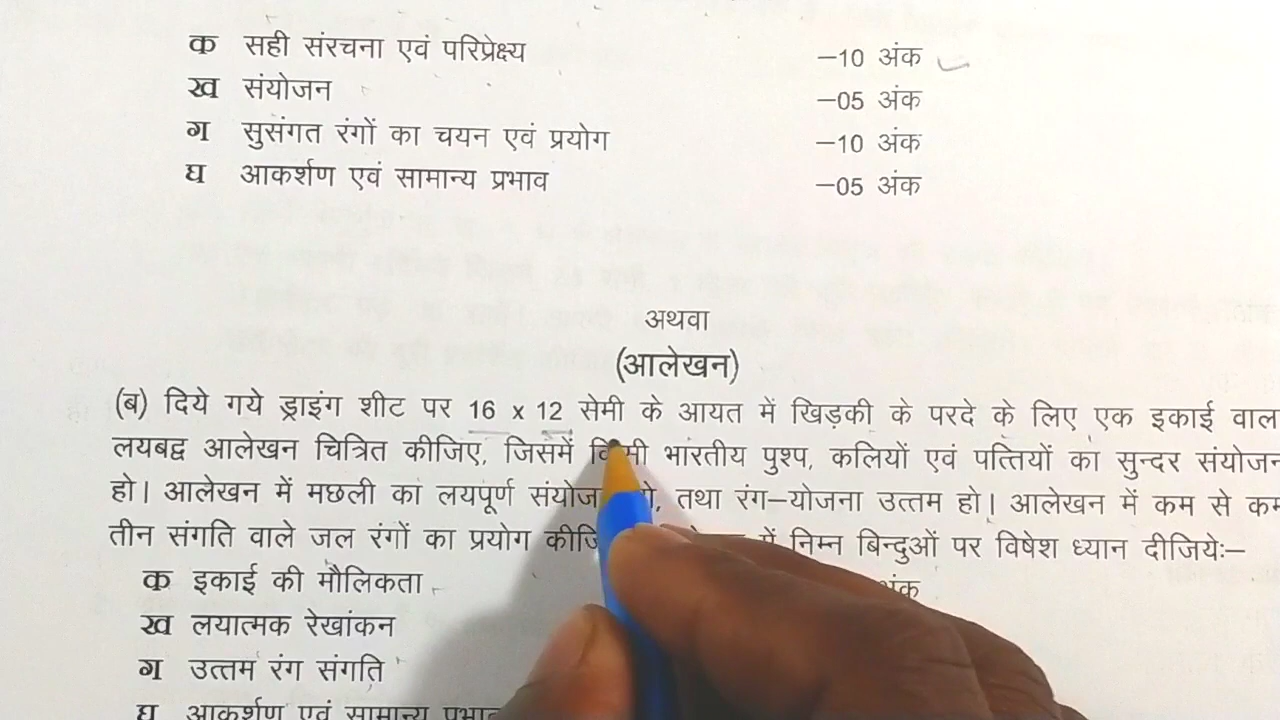 क सही संरचना एवं परिप्रेक्ष्य –10 अंक
ख संयोजन –05 अंक
ग सुसंगत रंगों का चयन एवं प्रयोग –10 अंक
घ आकर्शण एवं सामान्य प्रभाव –05 अंक
अथवा
(आलेखन)
(ब) दिये गये ड्राइंग शीट पर 16 x 12 सेमी के आयत में खिड़की के परदे के लिए एक इकाई
लयबद्व आलेखन चित्रित कीजिए, जिसमें भारतीय पुश्प, कलियों एवं पत्तियों का सुन्दर
हो। आलेखन में मछली का लयपूर्ण तथा रंग–योजना उत्तम हो। आलेखन में कम से
तीन संगति वाले जल रंगों का प्रयोग में निम्न बिन्दुओं पर विषेश ध्यान दीजियेः–
क इकाई की मौलिकता अंक
ख लयात्मक रेखांकन
ग उत्तम रंग संगति
घ आकर्शण एवं सामान्य